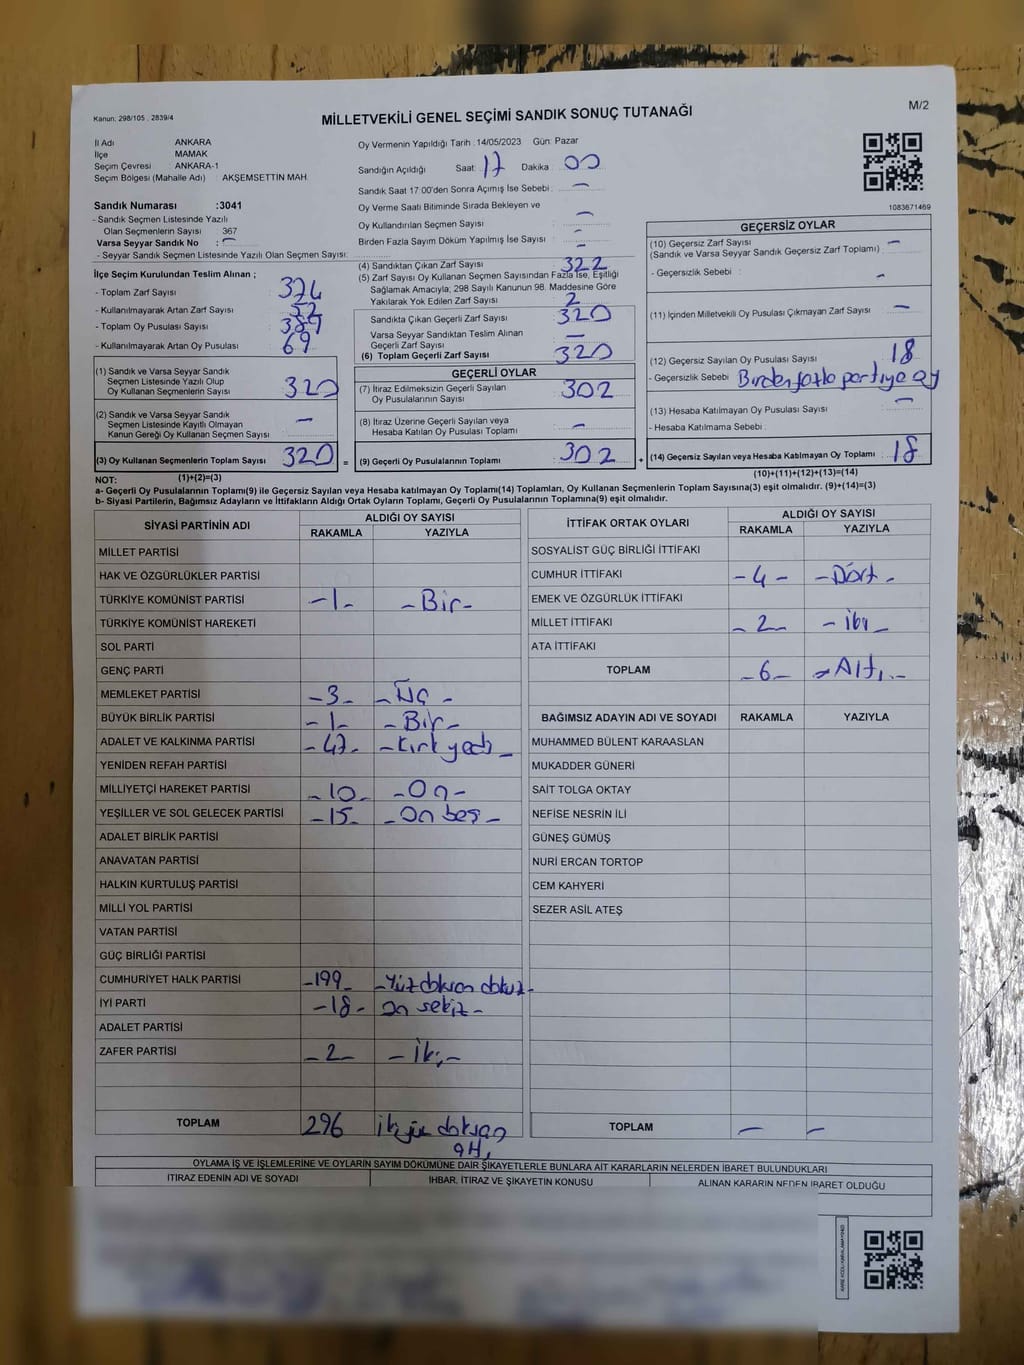 Kanun: 298/105 , 2839/4
MİLLETVEKİLİ GENEL SEÇİMİ SANDIK SONUÇ TUTANAĞI
M/2
İl Adı ANKARA
İlçe MAMAK
Seçim Çevresi : ANKARA-1
Seçim Bölgesi (Mahalle Adı) : AKŞEMSETTIN MAH.
Sandık Numarası :3041
- Sandık Seçmen Listesinde Yazılı
Olan Seçmenlerin Sayısı 367
Varsa Seyyar Sandık No : -
- Seyyar Sandık Seçmen Listesinde Yazılı Olan Seçmen Sayısı:
Oy Vermenin Yapıldığı Tarih : 14/05/2023 Gün: Pazar
Sandığın Açıldığı Saat: 17 Dakika : 00
Sandık Saat 17:00'den Sonra Açımış İse Sebebi : -
Oy Verme Saati Bitiminde Sırada Bekleyen ve
Oy Kullandırılan Seçmen Sayısı -
Birden Fazla Sayım Döküm Yapılmış İse Sayısı -
1083671469
İlçe Seçim Kurulundan Teslim Alınan ;
- Toplam Zarf Sayısı 374
- Kullanılmayarak Artan Zarf Sayısı 52
- Toplam Oy Pusulası Sayısı 389
- Kullanılmayarak Artan Oy Pusulası 69
(1) Sandık ve Varsa Seyyar Sandık
Seçmen Listesinde Yazılı Olup
Oy Kullanan Seçmenlerin Sayısı 320
(2) Sandık ve Varsa Seyyar Sandık
Seçmen Listesinde Kayıtlı Olmayan
Kanun Gereği Oy Kullanan Seçmen Sayısı -
(3) Oy Kullanan Seçmenlerin Toplam Sayısı 320 =
(1)+(2)=(3)
(4) Sandıktan Çıkan Zarf Sayısı 322
(5) Zarf Sayısı Oy Kullanan Seçmen Sayısından Fazla İse, Eşitliği
Sağlamak Amacıyla, 298 Sayılı Kanunun 98. Maddesine Göre
Yakılarak Yok Edilen Zarf Sayısı 2
Sandıkta Çıkan Geçerli Zarf Sayısı 320
Varsa Seyyar Sandıktan Teslim Alınan
Geçerli Zarf Sayısı -
(6) Toplam Geçerli Zarf Sayısı 320
GEÇERLİ OYLAR
(7) İtiraz Edilmeksizin Geçerli Sayılan
Oy Pusulalarının Sayısı 302
(8) İtiraz Üzerine Geçerli Sayılan veya
Hesaba Katılan Oy Pusulası Toplamı -
(9) Geçerli Oy Pusulalarının Toplamı 302 +
GEÇERSİZ OYLAR
(10) Geçersiz Zarf Sayısı -
(Sandık ve Varsa Seyyar Sandık Geçersiz Zarf Toplamı)
- Geçersizlik Sebebi : -
(11) İçinden Milletvekili Oy Pusulası Çıkmayan Zarf Sayısı -
(12) Geçersiz Sayılan Oy Pusulası Sayısı 18
- Geçersizlik Sebebi Birden fazla partiye oy
(13) Hesaba Katılmayan Oy Pusulası Sayısı -
- Hesaba Katılmama Sebebi :
(14) Geçersiz Sayılan veya Hesaba Katılmayan Oy Toplamı 18
(10)+(11)+(12)+(13)=(14)
NOT:
a- Geçerli Oy Pusulalarının Toplamı(9) ile Geçersiz Sayılan veya Hesaba katılmayan Oy Toplamı(14) Toplamları, Oy Kullanan Seçmenlerin Toplam Sayısına(3) eşit olmalıdır. (9)+(14)=(3)
b- Siyasi Partilerin, Bağımsız Adayların ve İttifakların Aldığı Ortak Oyların Toplamı, Geçerli Oy Pusulalarının Toplamına(9) eşit olmalıdır.
SİYASİ PARTİNİN ADI ALDIĞI OY SAYISI
RAKAMLA YAZIYLA
MİLLET PARTİSİ
HAK VE ÖZGÜRLÜKLER PARTİSİ
TÜRKİYE KOMÜNİST PARTİSİ -1- -Bir-
TÜRKİYE KOMÜNİST HAREKETİ
SOL PARTİ
GENÇ PARTİ
MEMLEKET PARTİSİ -3- -Üç-
BÜYÜK BİRLİK PARTİSİ -1- -Bir-
ADALET VE KALKINMA PARTİSİ -47- -Kırk yedi-
YENİDEN REFAH PARTİSİ
MİLLİYETÇİ HAREKET PARTİSİ -10- -On-
YEŞİLLER VE SOL GELECEK PARTİSİ -15- -On beş-
ADALET BİRLİK PARTİSİ
ANAVATAN PARTİSİ
HALKIN KURTULUŞ PARTİSİ
MİLLİ YOL PARTİSİ
VATAN PARTİSİ
GÜÇ BİRLİĞİ PARTİSİ
CUMHURİYET HALK PARTİSİ -199- -Yüz doksan dokuz-
İYİ PARTİ -18- On sekiz-
ADALET PARTİSİ
ZAFER PARTİSİ -2- -İki-
TOPLAM 296 iki yüz doksan altı
İTTİFAK ORTAK OYLARI ALDIĞI OY SAYISI
RAKAMLA YAZIYLA
SOSYALİST GÜÇ BİRLİĞİ İTTİFAKI
CUMHUR İTTİFAKI -4- -Dört-
EMEK VE ÖZGÜRLÜK İTTİFAKI
MİLLET İTTİFAKI -2- -İki-
ATA İTTİFAKI
TOPLAM -6- -Altı-
BAĞIMSIZ ADAYIN ADI VE SOYADI RAKAMLA YAZIYLA
MUHAMMED BÜLENT KARAASLAN
MUKADDER GÜNERİ
SAİT TOLGA OKTAY
NEFİSE NESRİN İLİ
GÜNEŞ GÜMÜŞ
NURİ ERCAN TORTOP
CEM KAHYERİ
SEZER ASİL ATEŞ
TOPLAM - -
OYLAMA İŞ VE İŞLEMLERİNE VE OYLARIN SAYIM DÖKÜMÜNE DAİR ŞİKAYETLERLE BUNLARA AİT KARARLARIN NELERDEN İBARET BULUNDUKLARI
İTİRAZ EDENİN ADI VE SOYADI İHBAR, İTİRAZ VE ŞİKAYETİN KONUSU ALINAN KARARIN NEDEN İBARET OLDUĞU